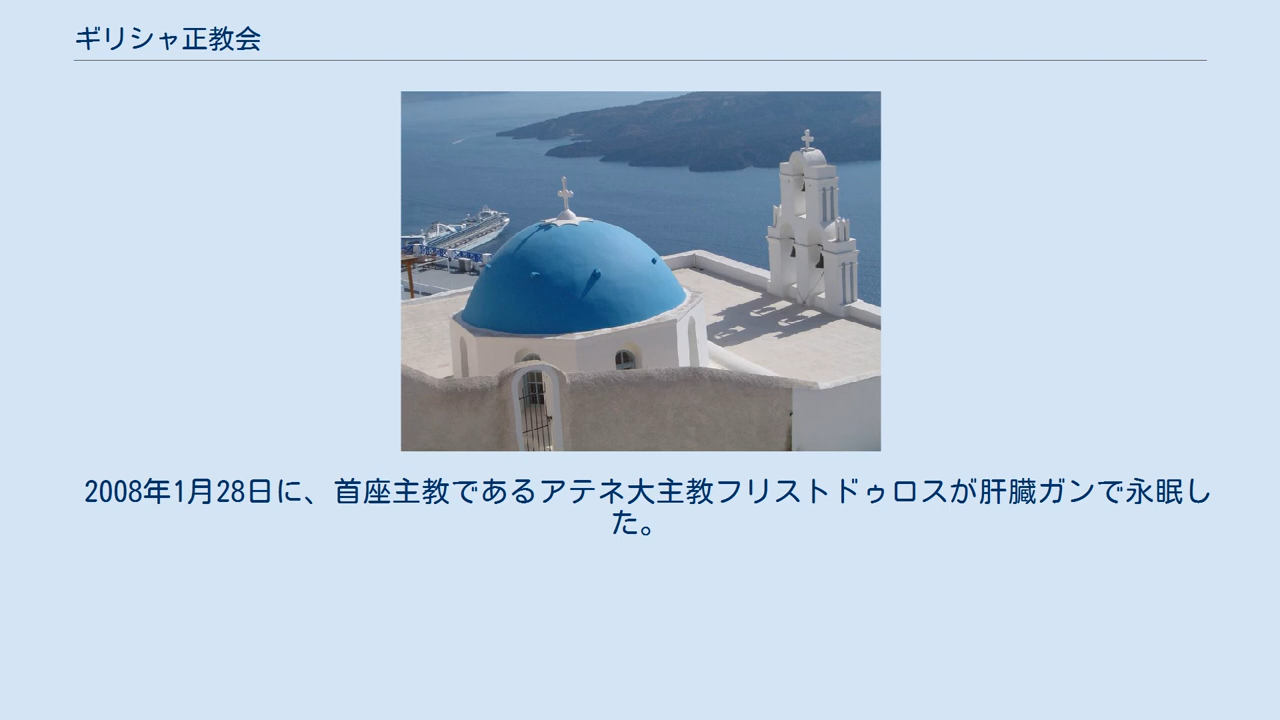 ギリシャ正教会
2008年1月28日に、首座主教であるアテネ大主教フリストドゥロスが肝臓ガンで永眠し
た。